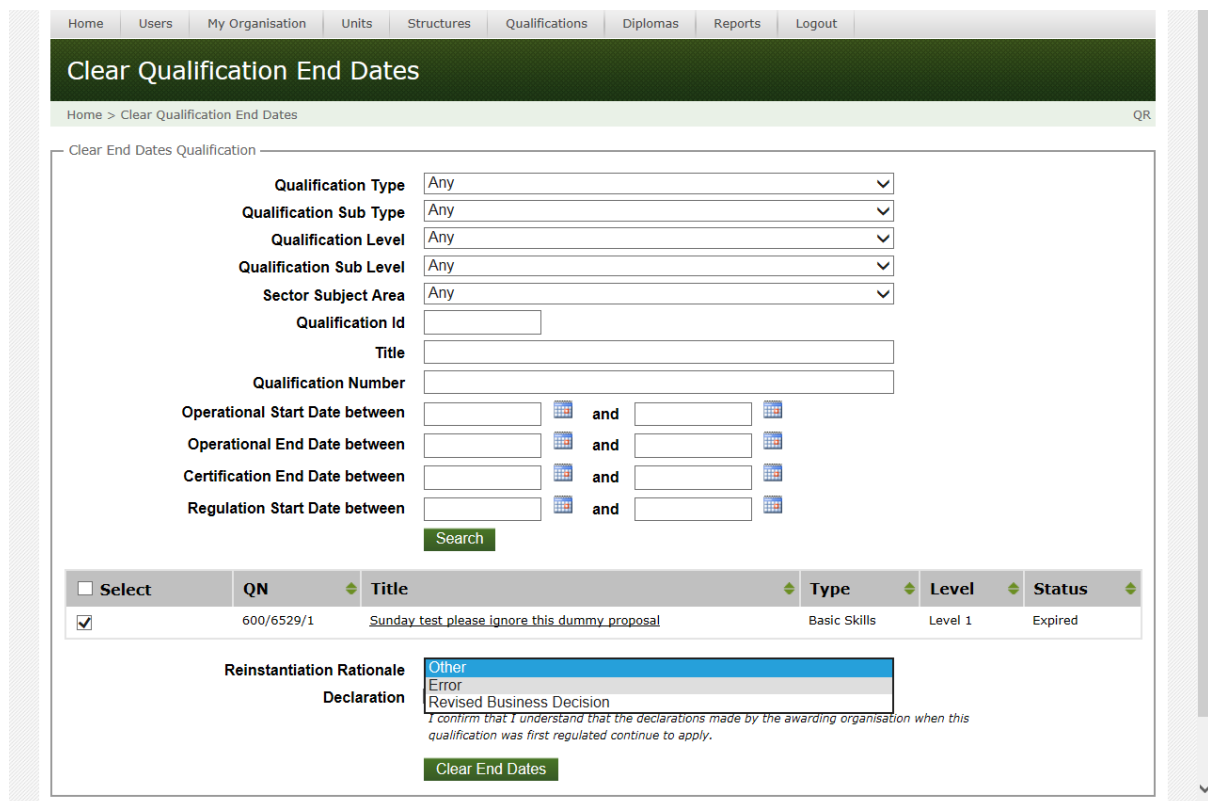 Home Users My Organisation Units Structures Qualifications Diplomas Reports Logout
Clear Qualification End Dates
Home > Clear Qualification End Dates QR
Clear End Dates Qualification
Qualification Type Any
Qualification Sub Type Any
Qualification Level Any
Qualification Sub Level Any
Sector Subject Area Any
Qualification Id
Title
Qualification Number
Operational Start Date between and
Operational End Date between and
Certification End Date between and
Regulation Start Date between and
Search
Select QN Title Type Level Status
600/6529/1 Sunday test please ignore this dummy proposal Basic Skills Level 1 Expired
Reinstantiation Rationale Other
Error
Declaration Revised Business Decision
I confirm that I understand that the declarations made by the awarding organisation when this
qualification was first regulated continue to apply.
Clear End Dates